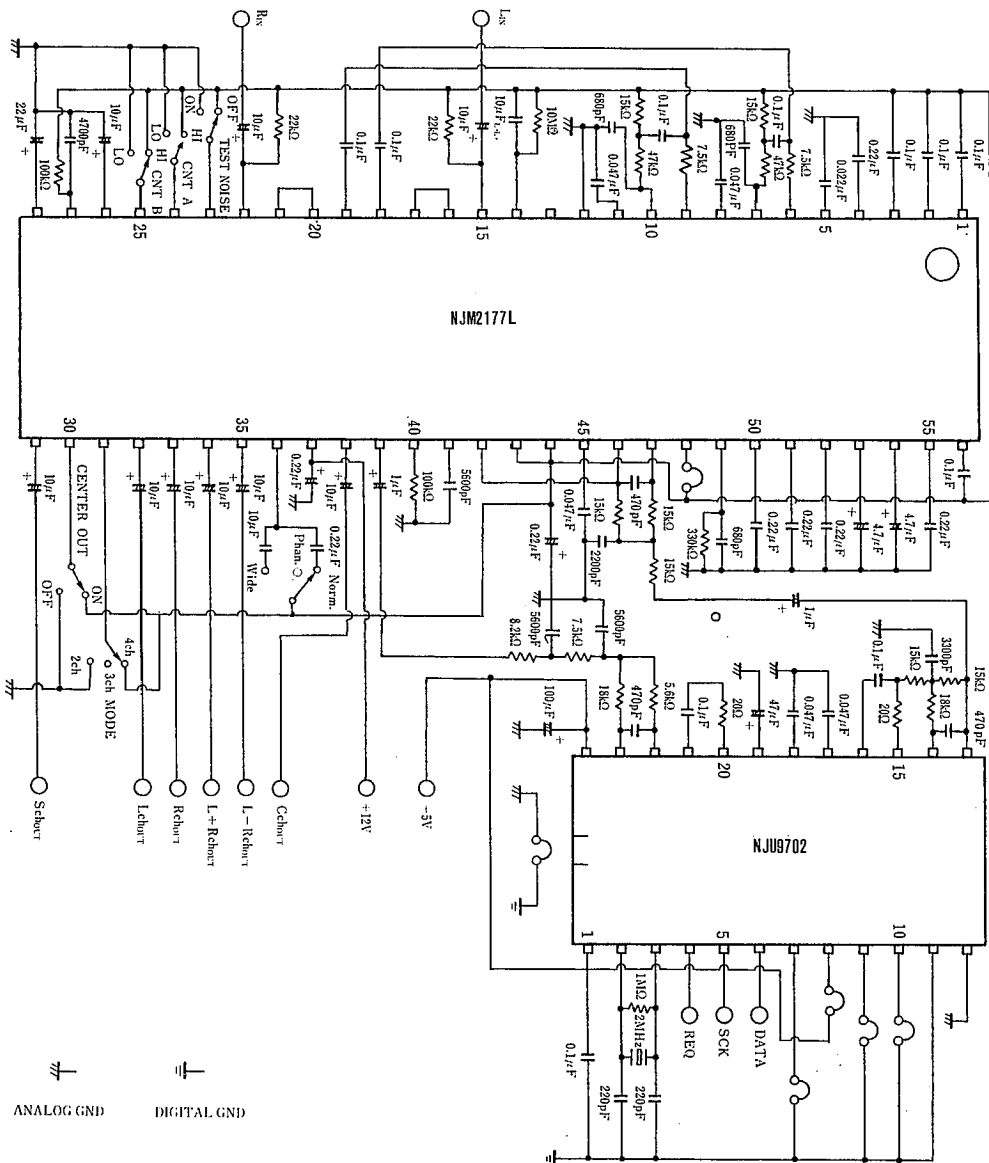 RIN
LIN
22μF
100kΩ
4700pF
10μF
LO
LO
ON
HI
HI
OFF
CNT B
CNT A
TEST NOISE
10μF
22kΩ
0.1μF
0.1μF
22kΩ
10μF
10μF L.L.
10MΩ
680pF
0.047μF
15kΩ
0.1μF
47kΩ
7.5kΩ
680PF
0.047μF
15kΩ
0.1μF
47kΩ
7.5kΩ
0.022μF
0.22μF
0.1μF
0.1μF
0.1μF
25
20
15
10
5
1
NJM2177L
30
35
40
45
50
55
10μF
CENTER OUT
ON
OFF
2ch
3ch
4ch
MODE
10μF
10μF
10μF
10μF
10μF
Wide
Phan.
Norm.
0.22μF
0.22μF
10μF
1μF
100kΩ
5600pF
0.047μF
0.22μF
15kΩ
2200pF
470pF
15kΩ
15kΩ
330kΩ
680pF
0.22μF
0.22μF
0.22μF
4.7μF
4.7μF
0.22μF
0.1μF
1μF
8.2kΩ
5600pF
7.5kΩ
5600pF
100μF
18kΩ
470pF
5.6kΩ
0.1μF
20Ω
47μF
0.047μF
0.047μF
0.1μF
20Ω
15kΩ
3300pF
18kΩ
15kΩ
470pF
SchOUT
LchOUT
RchOUT
L+RchOUT
L−RchOUT
CchOUT
+12V
−5V
20
15
NJU9702
1
5
10
0.1μF
1MΩ
2MHz
220pF
220pF
REQ
SCK
DATA
ANALOG GND
DIGITAL GND